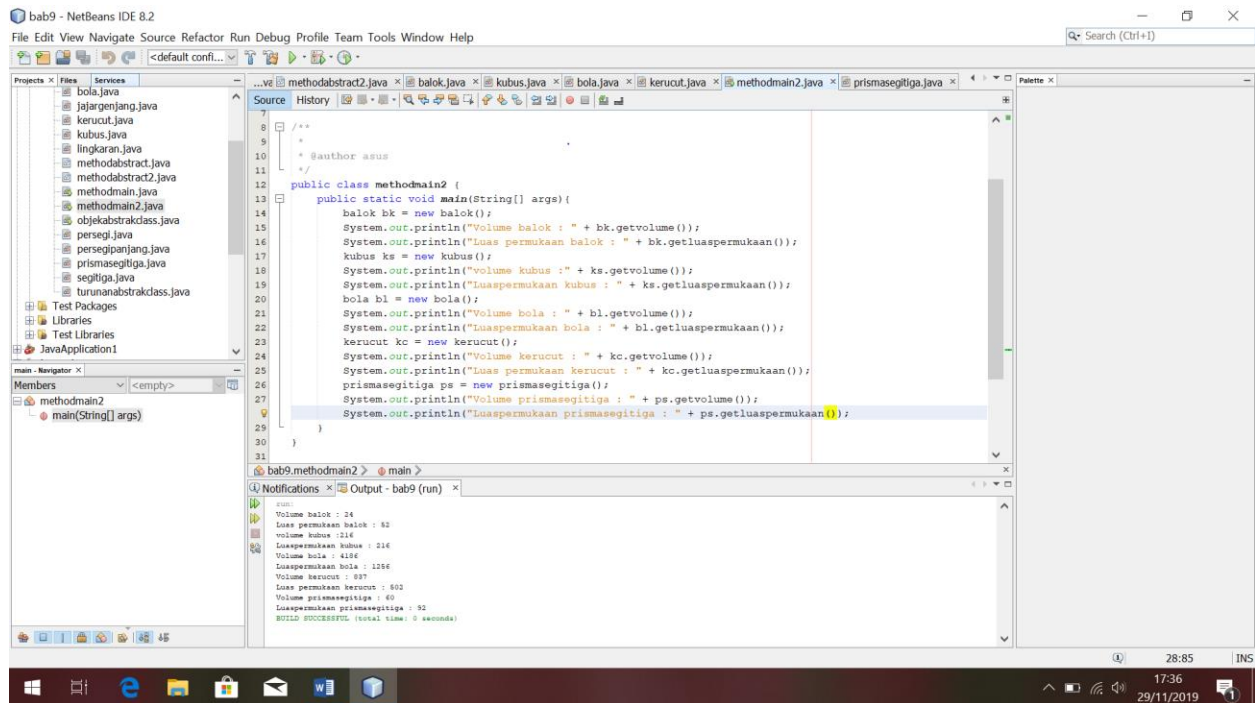 bab9 - NetBeans IDE 8.2
File Edit View Navigate Source Refactor Run Debug Profile Team Tools Window Help
Search (Ctrl+I)
<default confi...
Projects Files Services
bola.java
jajargenjang.java
kerucut.java
kubus.java
lingkaran.java
methodabstract.java
methodabstract2.java
methodmain.java
methodmain2.java
objekabstrakclass.java
persegi.java
persegipanjang.java
prismasegitiga.java
segitiga.java
turunanabstrakclass.java
Test Packages
Libraries
Test Libraries
JavaApplication1
main - Navigator
Members <empty>
methodmain2
main(String[] args)
...va methodabstract2.java balok.java kubus.java bola.java kerucut.java methodmain2.java prismasegitiga.java
Source History
7
8 /**
9 *
10 * @author asus
11 */
12 public class methodmain2 {
13 public static void main(String[] args){
14 balok bk = new balok();
15 System.out.println("Volume balok : " + bk.getvolume());
16 System.out.println("Luas permukaan balok : " + bk.getluaspermukaan());
17 kubus ks = new kubus();
18 System.out.println("volume kubus :" + ks.getvolume());
19 System.out.println("Luaspermukaan kubus : " + ks.getluaspermukaan());
20 bola bl = new bola();
21 System.out.println("Volume bola : " + bl.getvolume());
22 System.out.println("Luaspermukaan bola : " + bl.getluaspermukaan());
23 kerucut kc = new kerucut();
24 System.out.println("Volume kerucut : " + kc.getvolume());
25 System.out.println("Luas permukaan kerucut : " + kc.getluaspermukaan());
26 prismasegitiga ps = new prismasegitiga();
27 System.out.println("Volume prismasegitiga : " + ps.getvolume());
System.out.println("Luaspermukaan prismasegitiga : " + ps.getluaspermukaan());
29 }
30 }
31
bab9.methodmain2 main
Notifications Output - bab9 (run)
run:
Volume balok : 24
Luas permukaan balok : 52
volume kubus :216
Luaspermukaan kubus : 216
Volume bola : 4186
Luaspermukaan bola : 1256
Volume kerucut : 837
Luas permukaan kerucut : 502
Volume prismasegitiga : 60
Luaspermukaan prismasegitiga : 92
BUILD SUCCESSFUL (total time: 0 seconds)
Palette
28:85 INS
17:36
29/11/2019